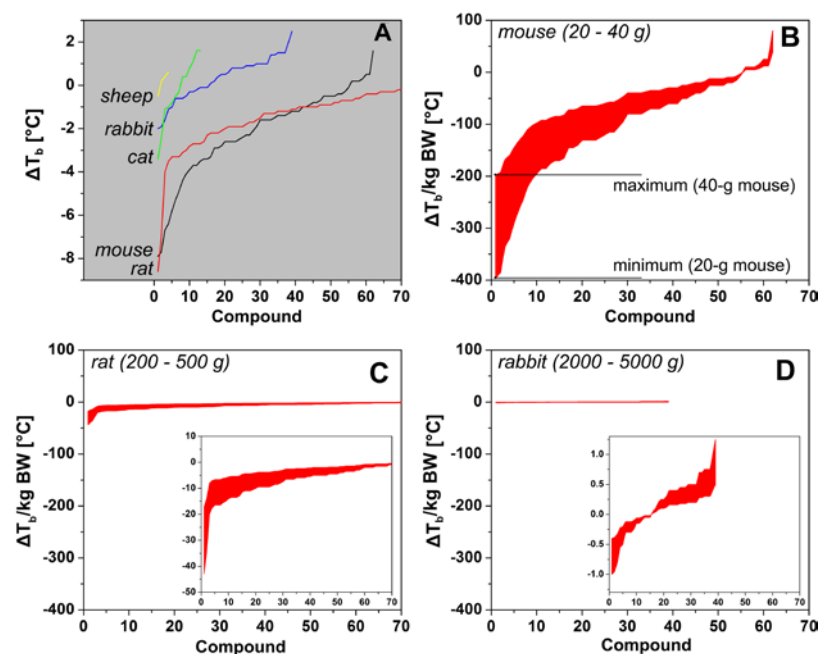 A
2
0
-2
-4
-6
-8
ΔTb [°C]
sheep
rabbit
cat
mouse
rat
0 10 20 30 40 50 60 70
Compound
B
mouse (20 - 40 g)
100
0
-100
-200
-300
-400
ΔTb/kg BW [°C]
maximum (40-g mouse)
minimum (20-g mouse)
0 10 20 30 40 50 60 70
Compound
C
rat (200 - 500 g)
100
0
-100
-200
-300
-400
ΔTb/kg BW [°C]
10
0
-10
-20
-30
-40
-50
0 10 20 30 40 50 60 70
0 10 20 30 40 50 60 70
Compound
D
rabbit (2000 - 5000 g)
100
0
-100
-200
-300
-400
ΔTb/kg BW [°C]
1.0
0.5
0.0
-0.5
-1.0
0 10 20 30 40 50 60 70
0 10 20 30 40 50 60 70
Compound